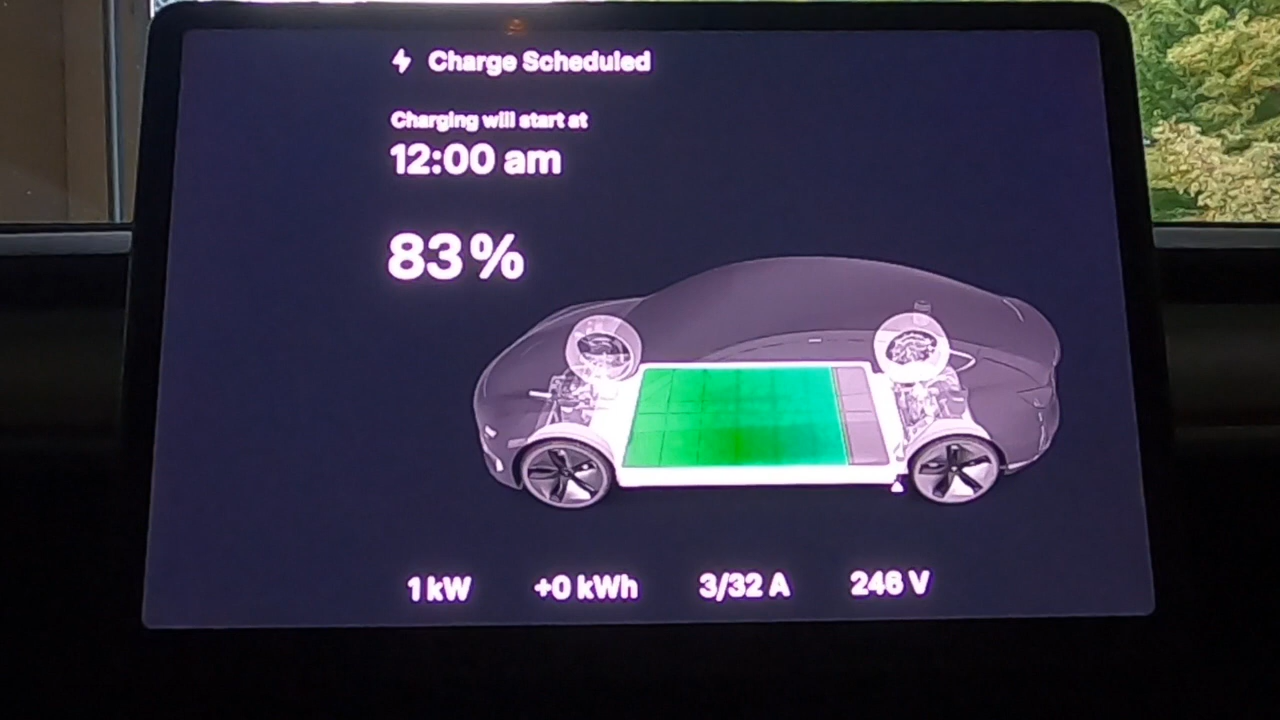 Charge Scheduled
Charging will start at
12:00 am
83%
1 kW +0 kWh 3/32 A 246 V